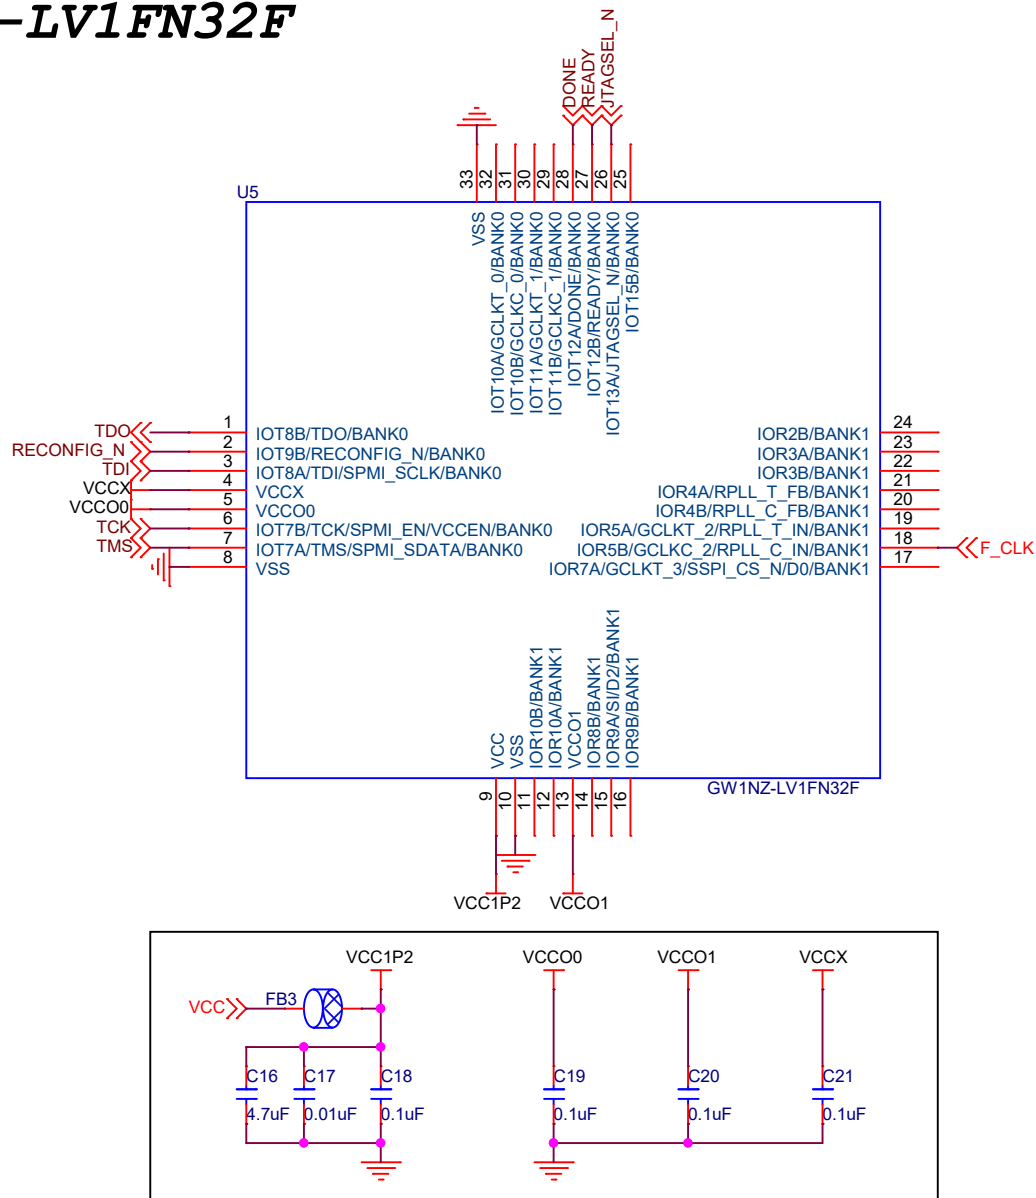 -LV1FN32F
DONE
READY
JTAGSEL_N
33
32
31
30
29
28
27
26
25
U5
VSS
IOT10A/GCLKT_0/BANK0
IOT10B/GCLKC_0/BANK0
IOT11A/GCLKT_1/BANK0
IOT11B/GCLKC_1/BANK0
IOT12A/DONE/BANK0
IOT12B/READY/BANK0
IOT13A/JTAGSEL_N/BANK0
IOT15B/BANK0
TDO 1 IOT8B/TDO/BANK0
RECONFIG_N 2 IOT9B/RECONFIG_N/BANK0
TDI 3 IOT8A/TDI/SPMI_SCLK/BANK0
VCCX 4 VCCX
VCCO0 5 VCCO0
TCK 6 IOT7B/TCK/SPMI_EN/VCCEN/BANK0
TMS 7 IOT7A/TMS/SPMI_SDATA/BANK0
8 VSS
IOR2B/BANK1 24
IOR3A/BANK1 23
IOR3B/BANK1 22
IOR4A/RPLL_T_FB/BANK1 21
IOR4B/RPLL_C_FB/BANK1 20
IOR5A/GCLKT_2/RPLL_T_IN/BANK1 19
IOR5B/GCLKC_2/RPLL_C_IN/BANK1 18 F_CLK
IOR7A/GCLKT_3/SSPI_CS_N/D0/BANK1 17
VCC
VSS
IOR10B/BANK1
IOR10A/BANK1
VCCO1
IOR8B/BANK1
IOR9A/SI/D2/BANK1
IOR9B/BANK1
GW1NZ-LV1FN32F
9
10
11
12
13
14
15
16
VCC1P2 VCCO1
VCC1P2 VCCO0 VCCO1 VCCX
VCC FB3
C16 C17 C18 C19 C20 C21
4.7uF 0.01uF 0.1uF 0.1uF 0.1uF 0.1uF